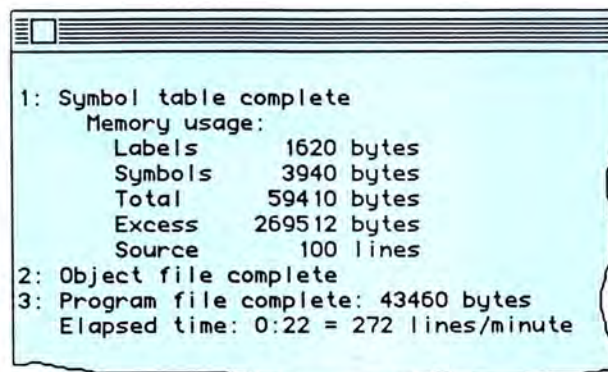 1: Symbol table complete
Memory usage:
Labels 1620 bytes
Symbols 3940 bytes
Total 59410 bytes
Excess 269512 bytes
Source 100 lines
2: Object file complete
3: Program file complete: 43460 bytes
Elapsed time: 0:22 = 272 lines/minute